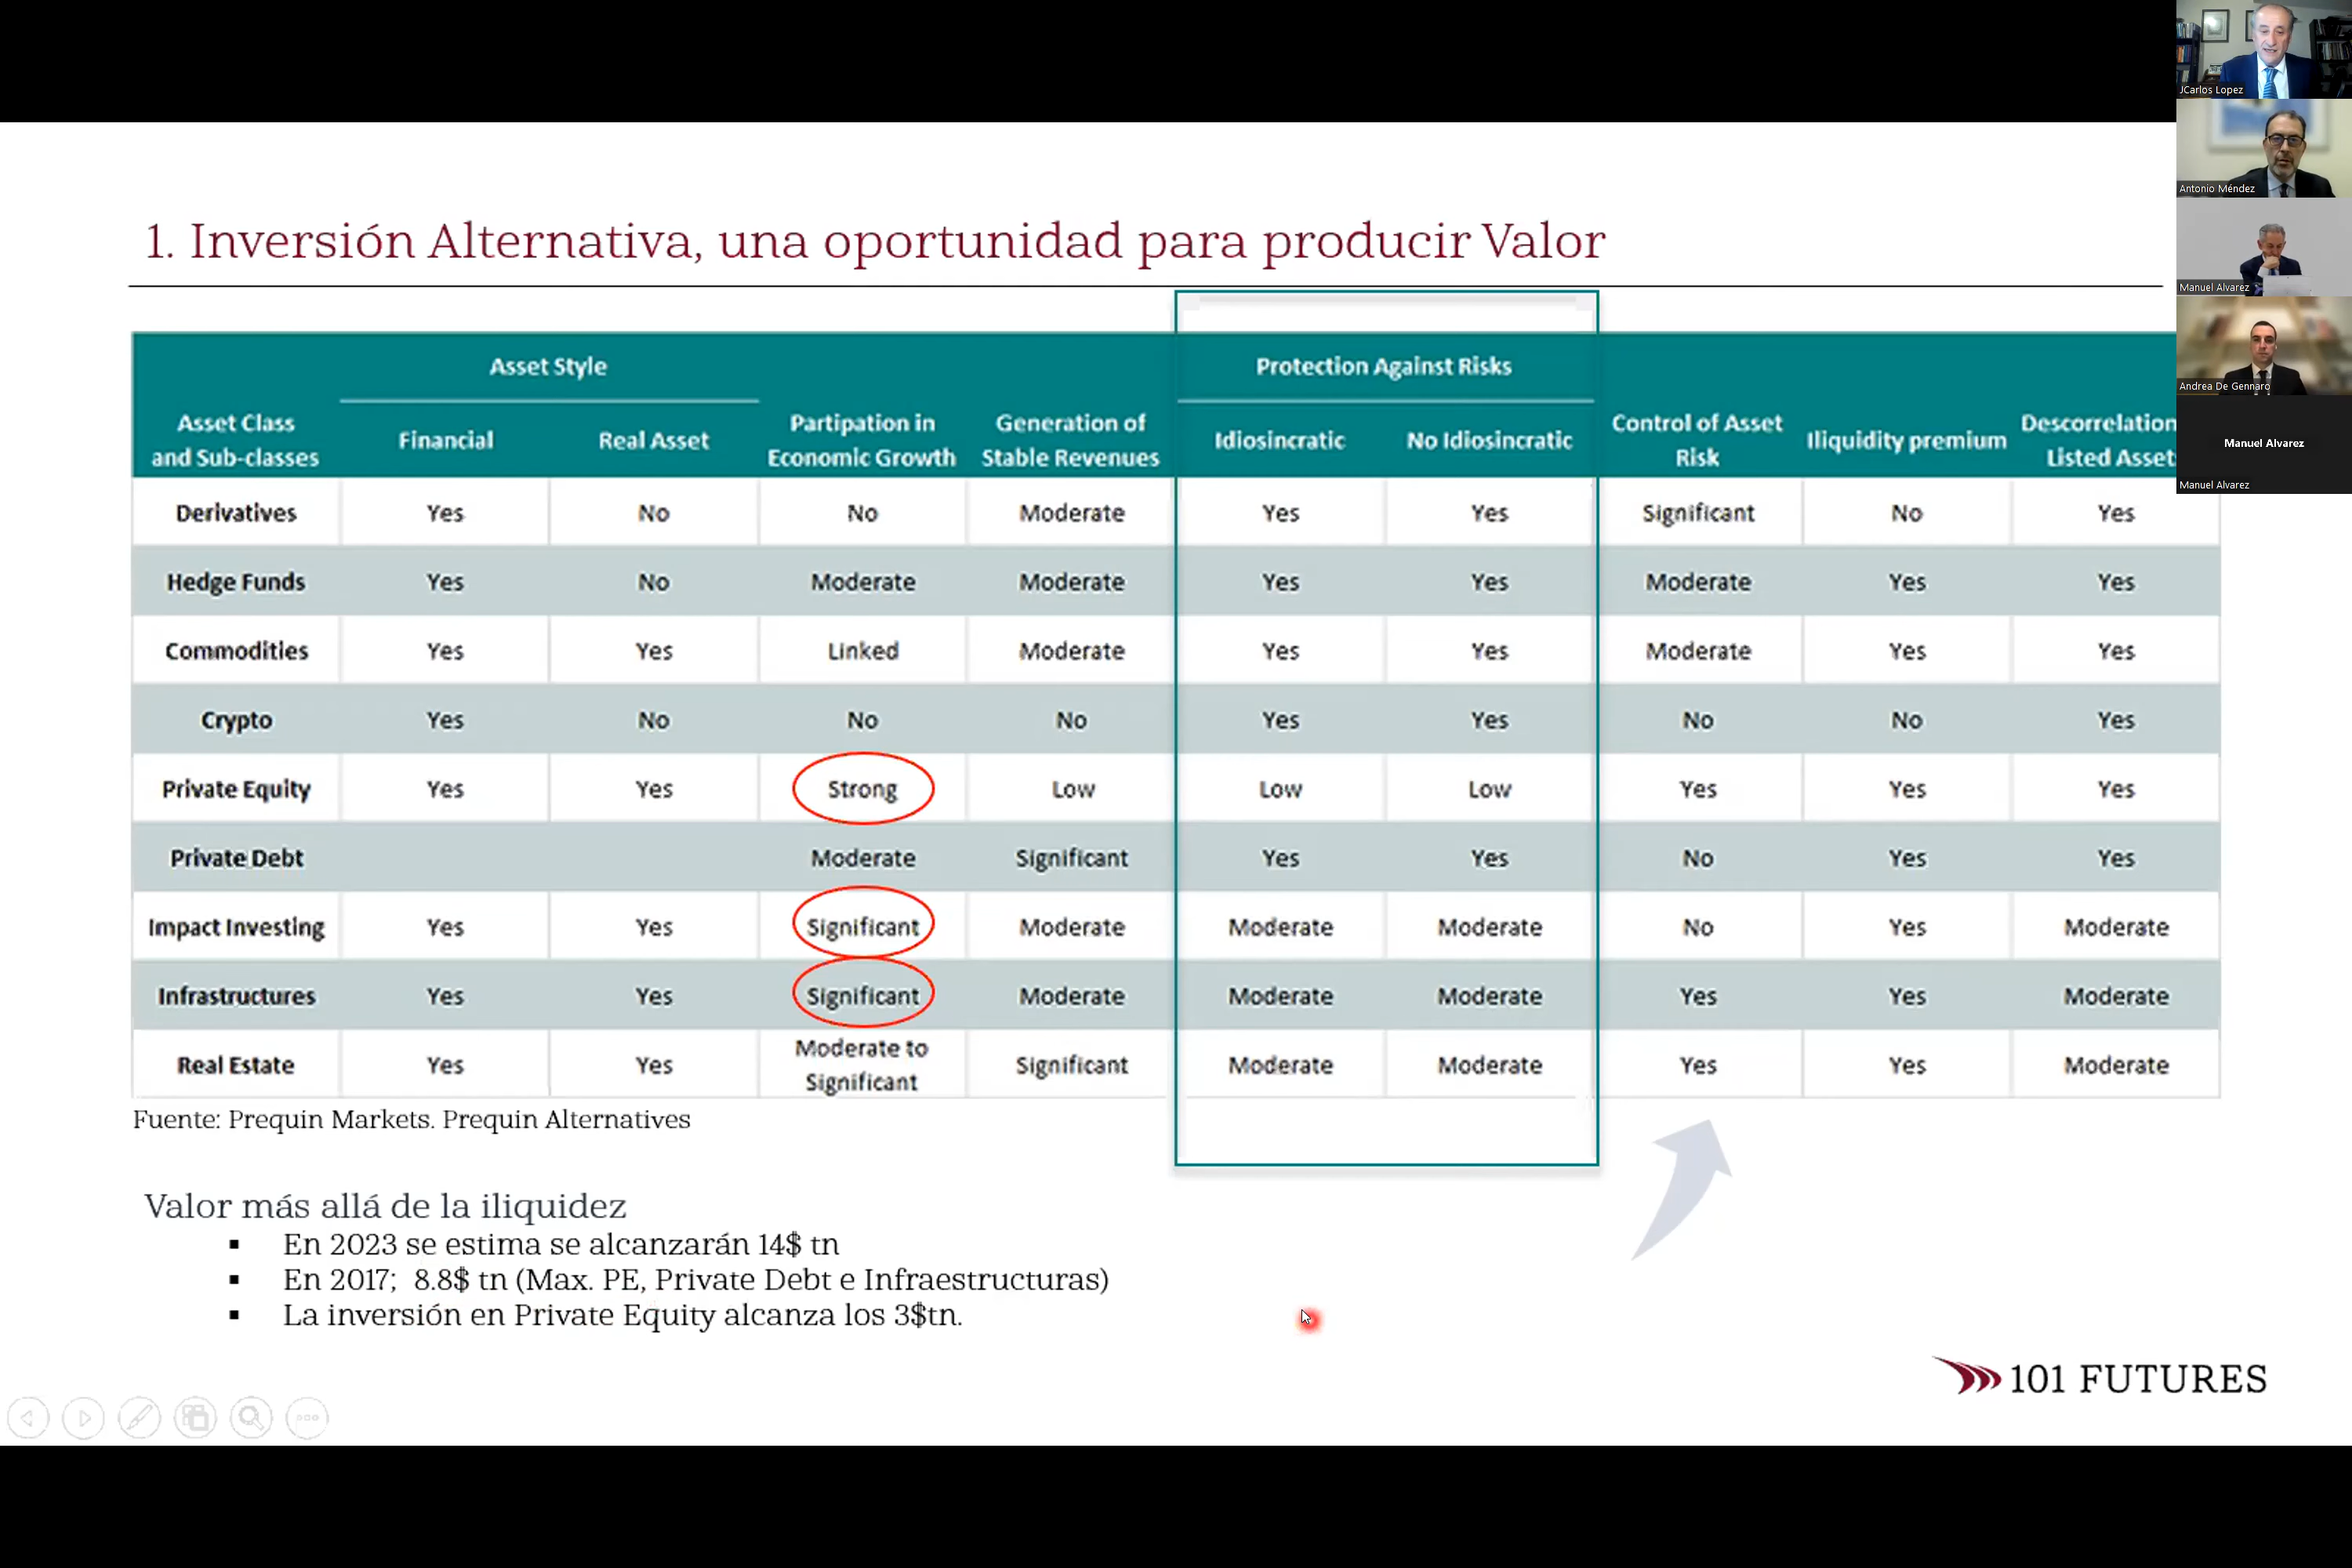 JCarlos Lopez
Antonio Méndez
Manuel Alvarez
Andrea De Gennaro
Manuel Alvarez
Manuel Alvarez
1. Inversión Alternativa, una oportunidad para producir Valor
Asset Style Protection Against Risks
Asset Class and Sub-classes Financial Real Asset Partipation in Economic Growth Generation of Stable Revenues Idiosincratic No Idiosincratic Control of Asset Risk Iliquidity premium Descorrelation Listed Asset
Derivatives Yes No No Moderate Yes Yes Significant No Yes
Hedge Funds Yes No Moderate Moderate Yes Yes Moderate Yes Yes
Commodities Yes Yes Linked Moderate Yes Yes Moderate Yes Yes
Crypto Yes No No No Yes Yes No No Yes
Private Equity Yes Yes Strong Low Low Low Yes Yes Yes
Private Debt Moderate Significant Yes Yes No Yes Yes
Impact Investing Yes Yes Significant Moderate Moderate Moderate No Yes Moderate
Infrastructures Yes Yes Significant Moderate Moderate Moderate Yes Yes Moderate
Real Estate Yes Yes Moderate to Significant Significant Moderate Moderate Yes Yes Moderate
Fuente: Prequin Markets. Prequin Alternatives
Valor más allá de la iliquidez
▪ En 2023 se estima se alcanzarán 14$ tn
▪ En 2017; 8.8$ tn (Max. PE, Private Debt e Infraestructuras)
▪ La inversión en Private Equity alcanza los 3$tn.
101 FUTURES